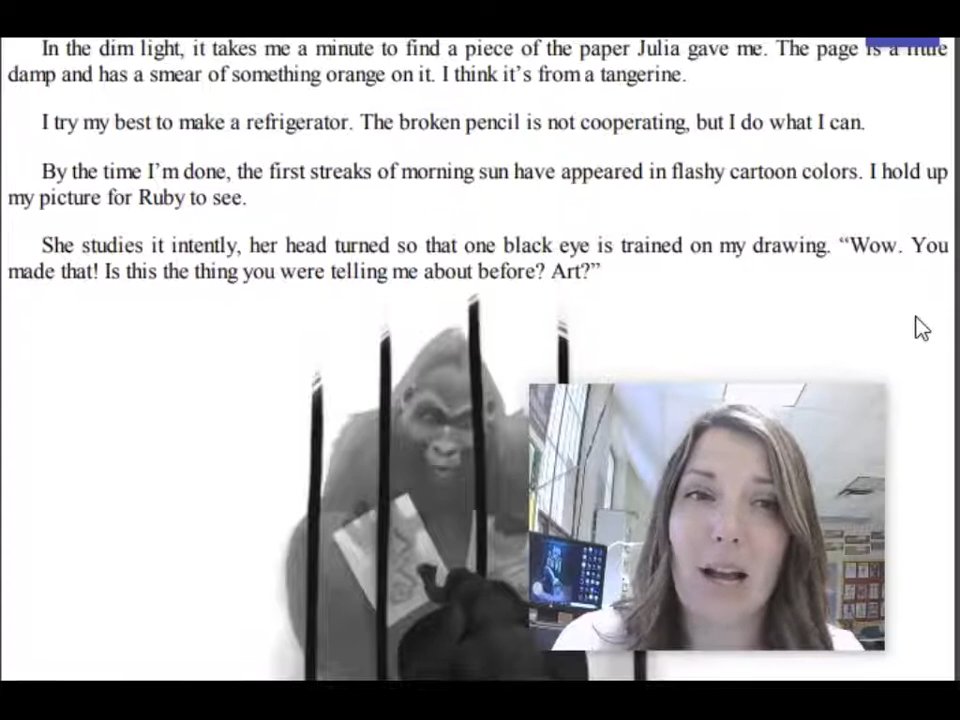 In the dim light, it takes me a minute to find a piece of the paper Julia gave me. The page is a little
damp and has a smear of something orange on it. I think it’s from a tangerine.
I try my best to make a refrigerator. The broken pencil is not cooperating, but I do what I can.
By the time I’m done, the first streaks of morning sun have appeared in flashy cartoon colors. I hold up
my picture for Ruby to see.
She studies it intently, her head turned so that one black eye is trained on my drawing. “Wow. You
made that! Is this the thing you were telling me about before? Art?”